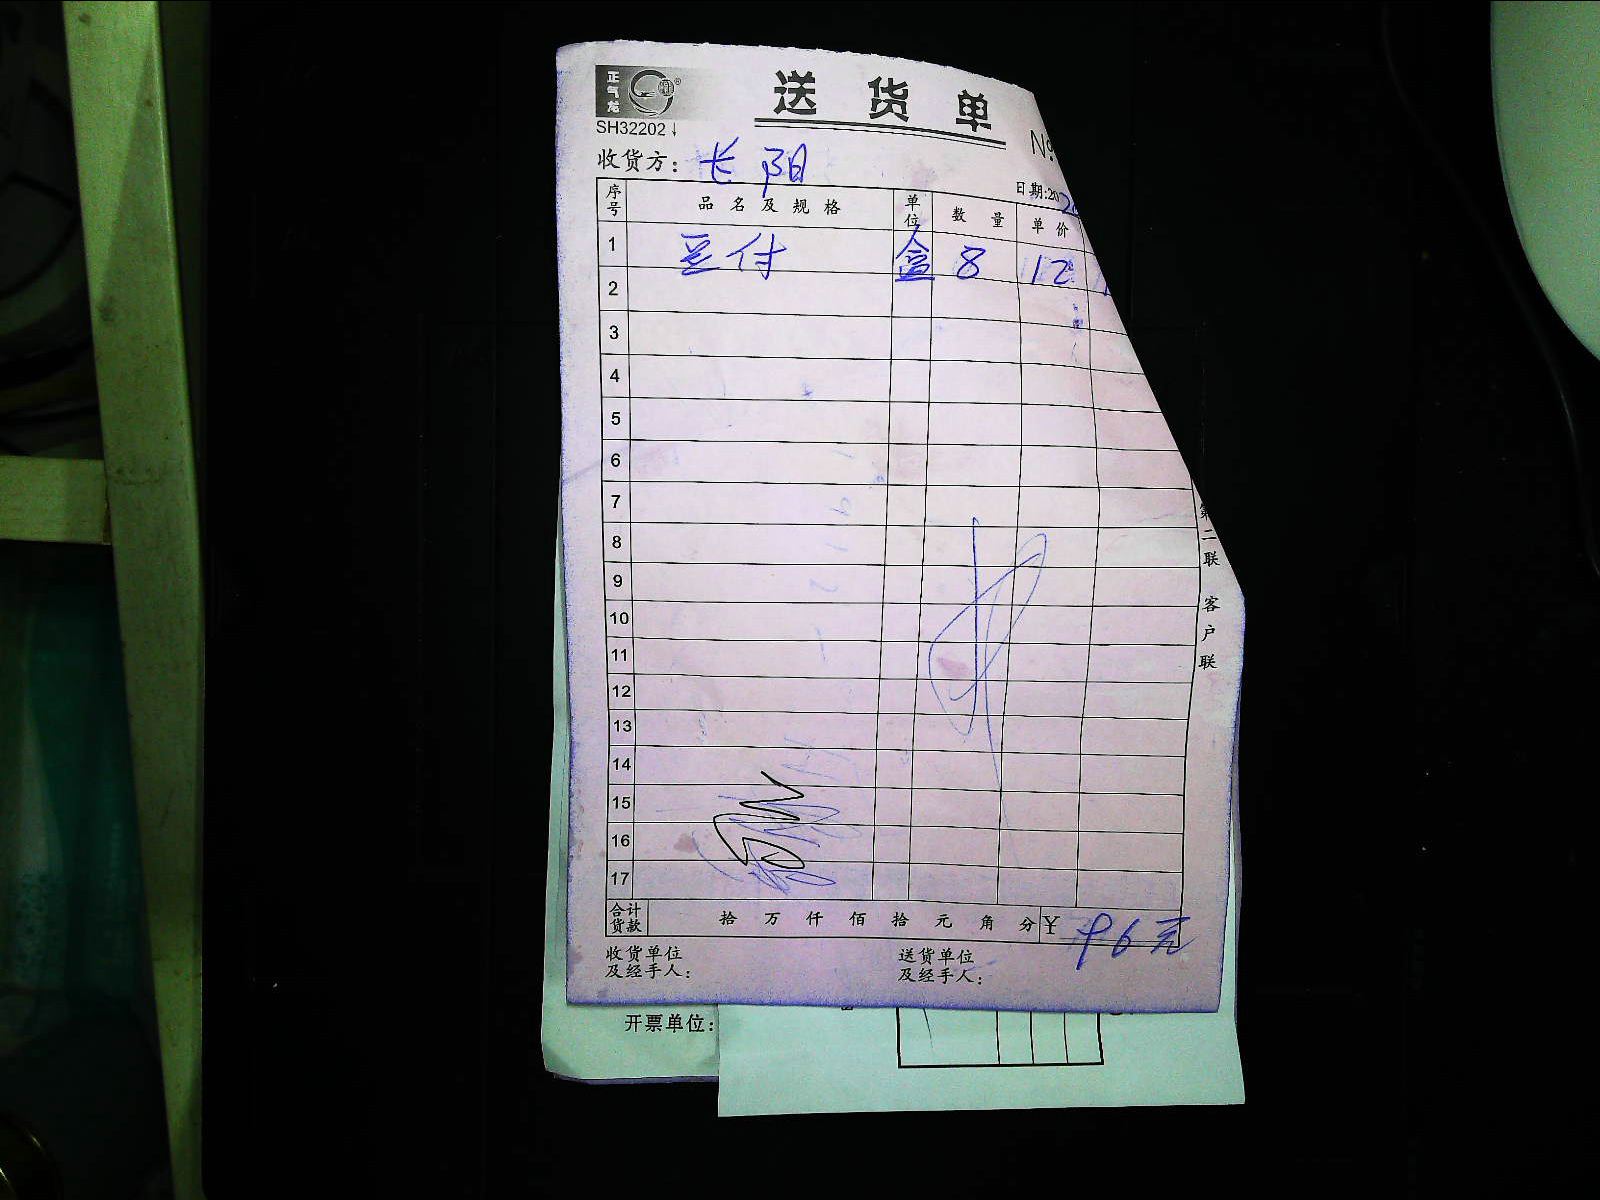 正气龙
送货单
SH32202↓
№
收货方: 长阳
日期:202
序号 品名及规格 单位 数量 单价
1 豆付 盒 8 12
2
3
4
5
6
7
8
9
10
11
12
13
14
15
16
17
合计货款 拾 万 仟 佰 拾 元 角 分 ¥ 96元
收货单位及经手人: 送货单位及经手人:
第二联 客户联
开票单位: